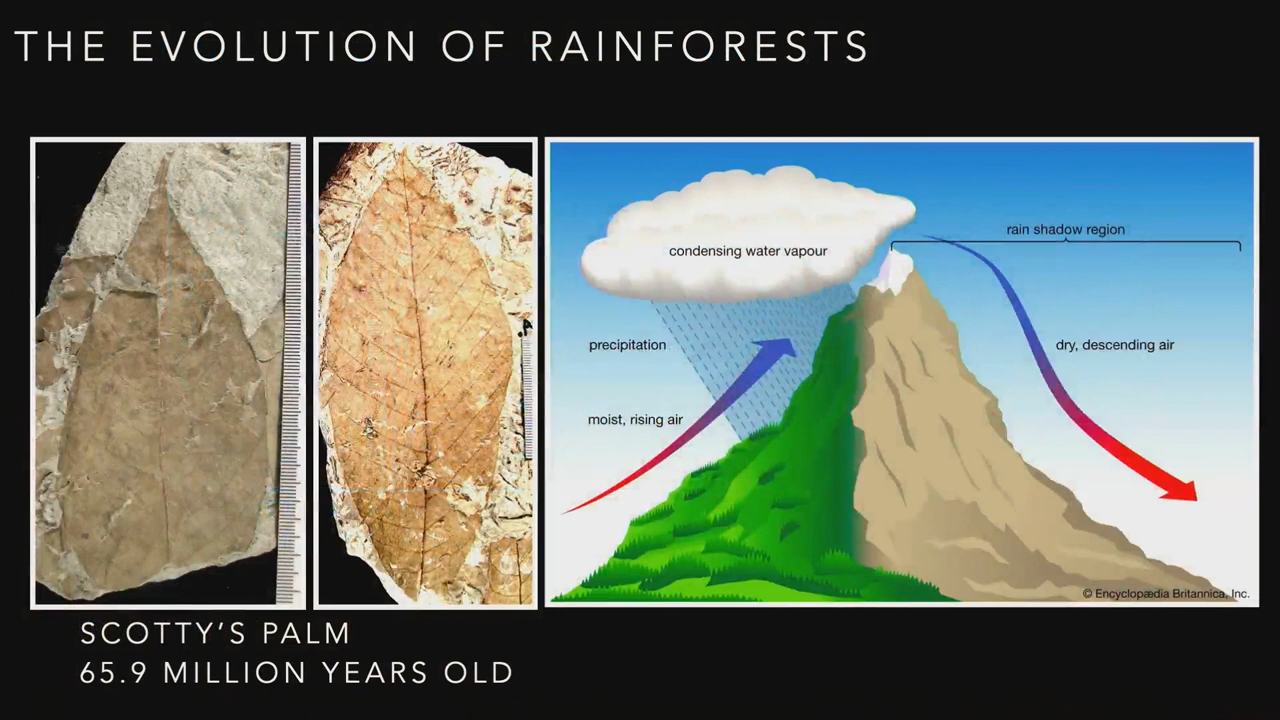 THE EVOLUTION OF RAINFORESTS
condensing water vapour
rain shadow region
precipitation
dry, descending air
moist, rising air
© Encyclopædia Britannica, Inc.
SCOTTY'S PALM
65.9 MILLION YEARS OLD